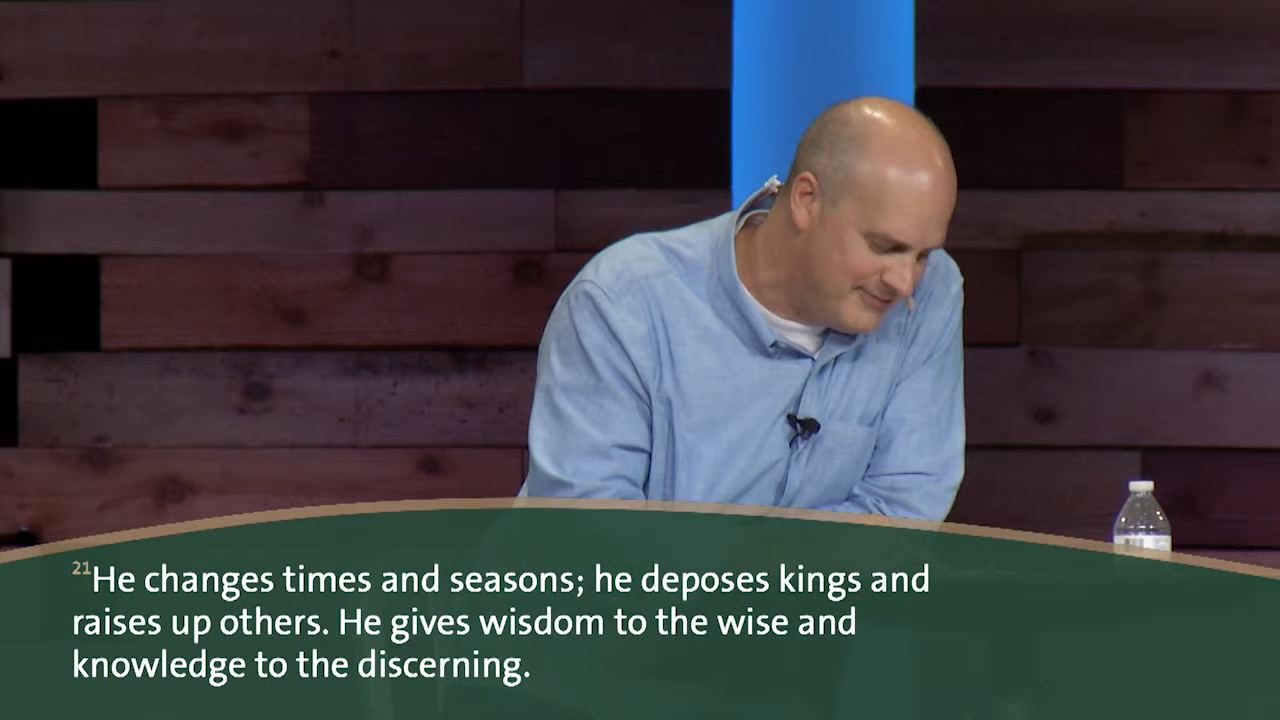 21He changes times and seasons; he deposes kings and
raises up others. He gives wisdom to the wise and
knowledge to the discerning.